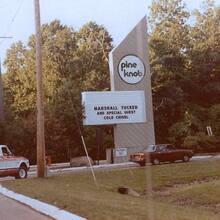 pine
knob
MARSHALL TUCKER
AND SPECIAL GUEST
COLD CHISEL